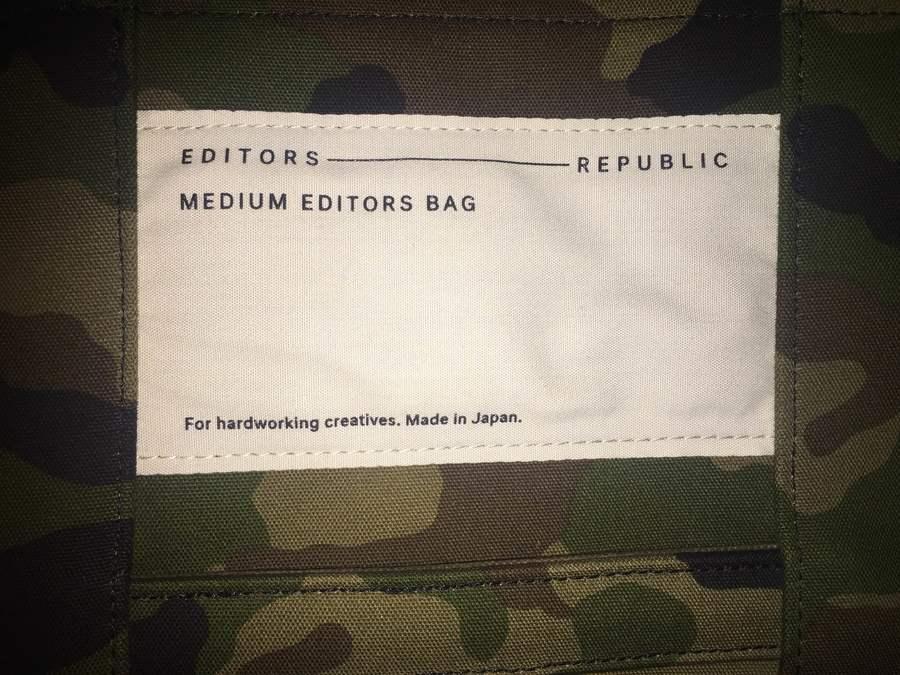 EDITORS REPUBLIC
MEDIUM EDITORS BAG
For hardworking creatives. Made in Japan.